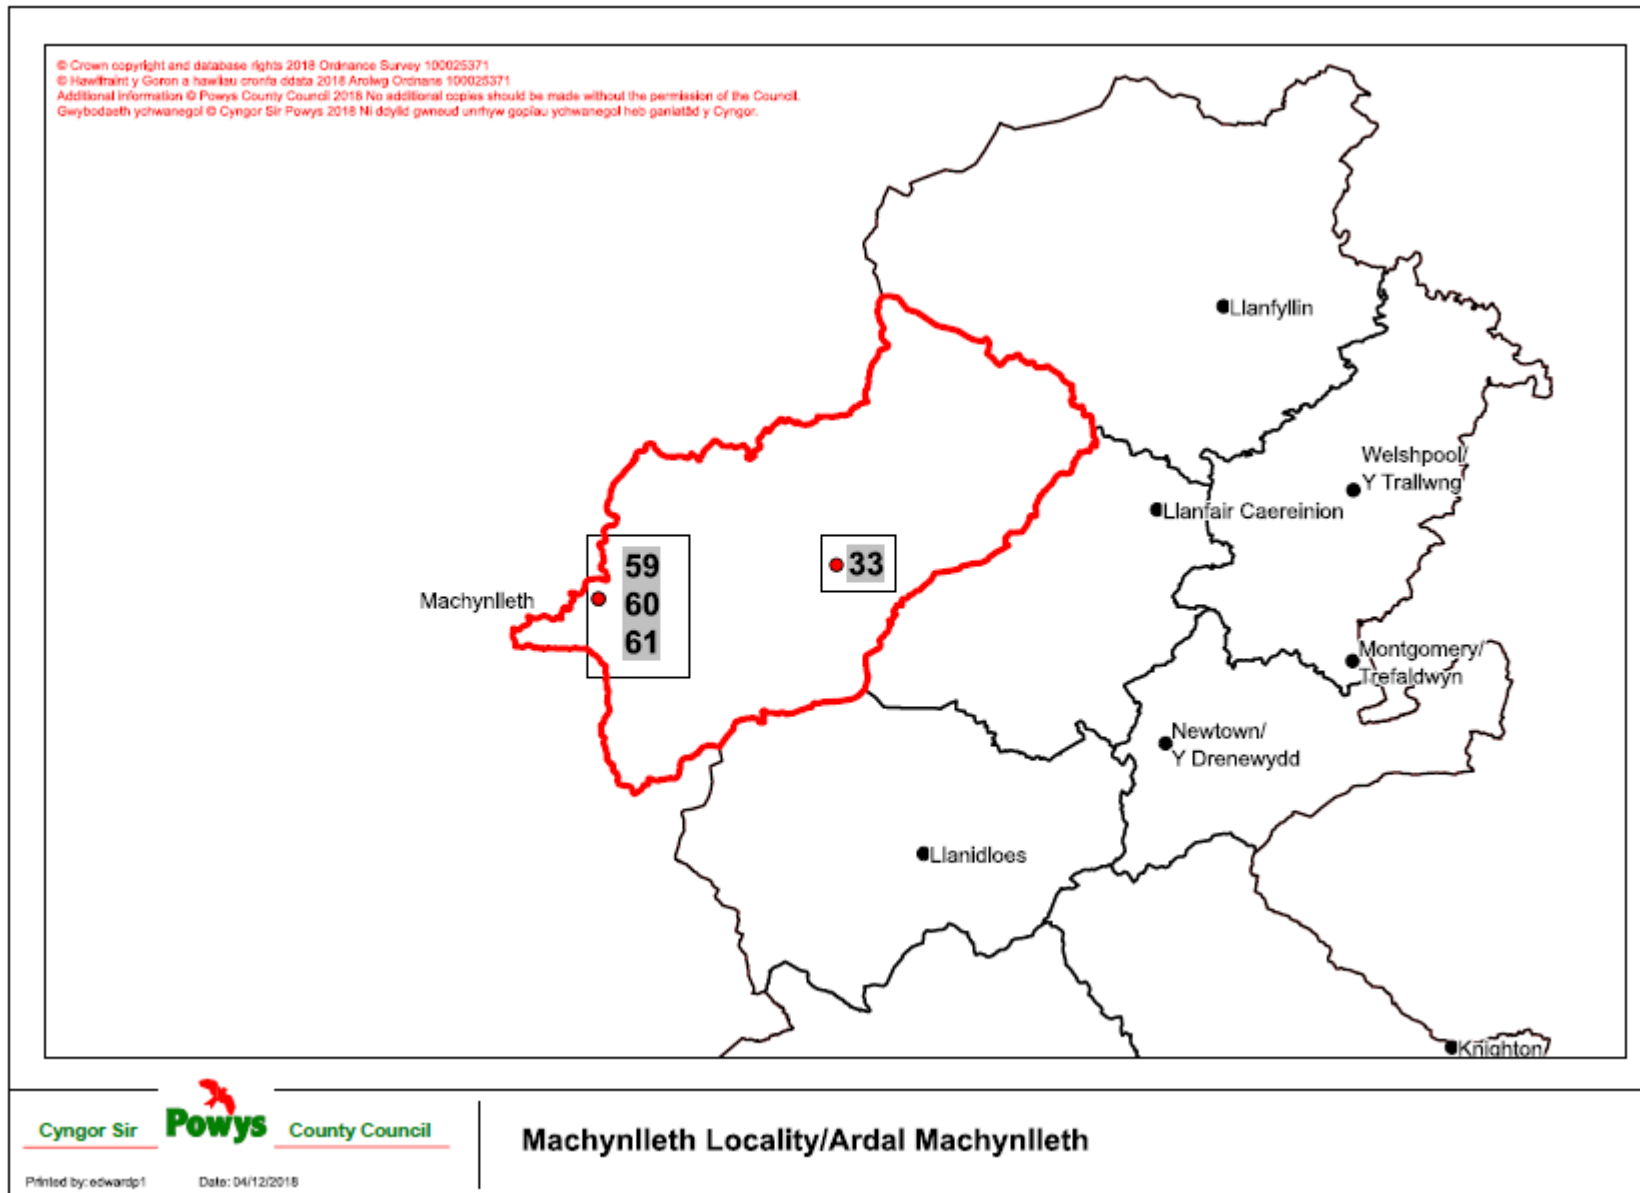 © Crown copyright and database rights 2018 Ordnance Survey 100025371
© Hawlfraint y Goron a hawliau cronfa ddata 2018 Arolwg Ordnans 100025371
Additional information © Powys County Council 2018 No additional copies should be made without the permission of the Council.
Gwybodaeth ychwanegol © Cyngor Sir Powys 2018 Ni ddylid gwneud unrhyw gopïau ychwanegol heb ganiatâd y Cyngor.
Llanfyllin
Welshpool/
Y Trallwng
Llanfair Caereinion
33
59
60
61
Machynlleth
Montgomery/
Trefaldwyn
Newtown/
Y Drenewydd
Llanidloes
Knighton/
Cyngor Sir Powys County Council
Machynlleth Locality/Ardal Machynlleth
Printed by: edwardp1 Date: 04/12/2018